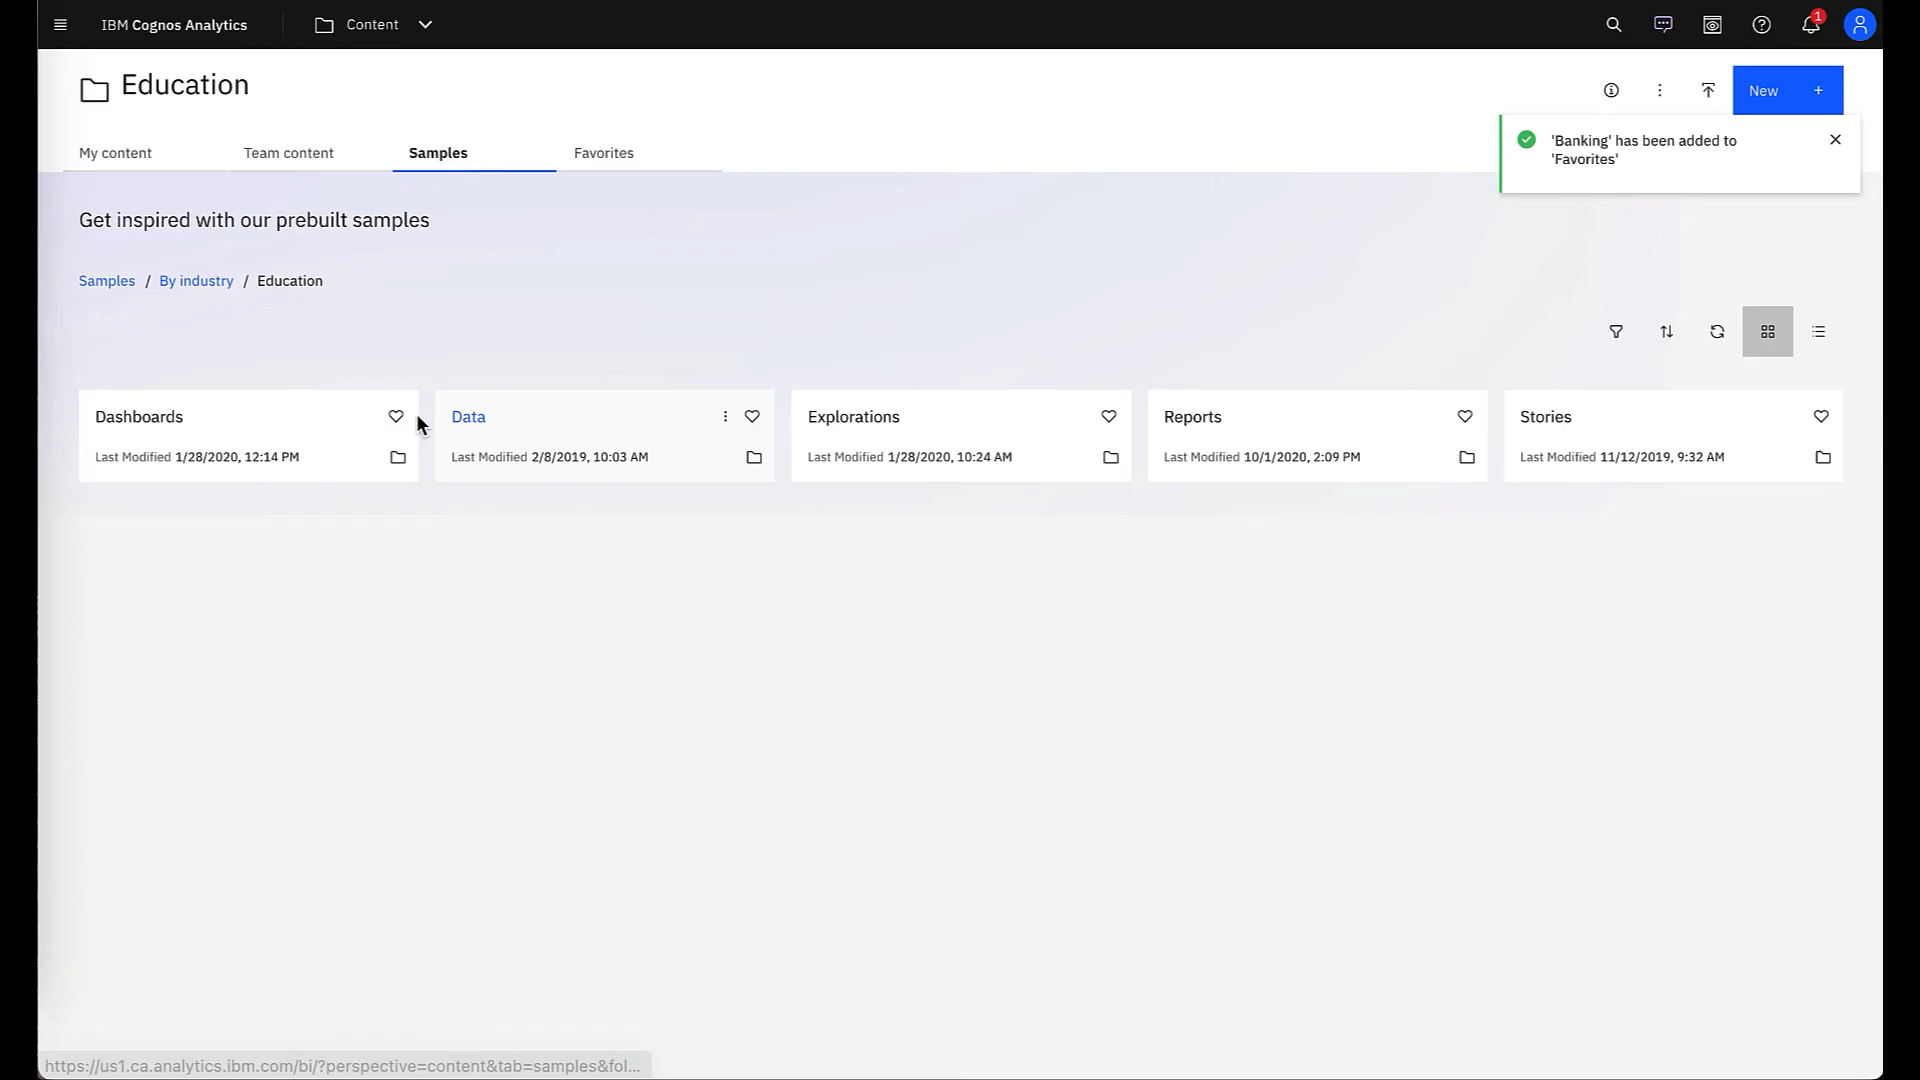 IBM Cognos Analytics
Content
1
Education
New +
'Banking' has been added to
'Favorites'
My content
Team content
Samples
Favorites
Get inspired with our prebuilt samples
Samples / By industry / Education
Dashboards
Last Modified 1/28/2020, 12:14 PM
Data
Last Modified 2/8/2019, 10:03 AM
Explorations
Last Modified 1/28/2020, 10:24 AM
Reports
Last Modified 10/1/2020, 2:09 PM
Stories
Last Modified 11/12/2019, 9:32 AM
https://us1.ca.analytics.ibm.com/bi/?perspective=content&tab=samples&fol...